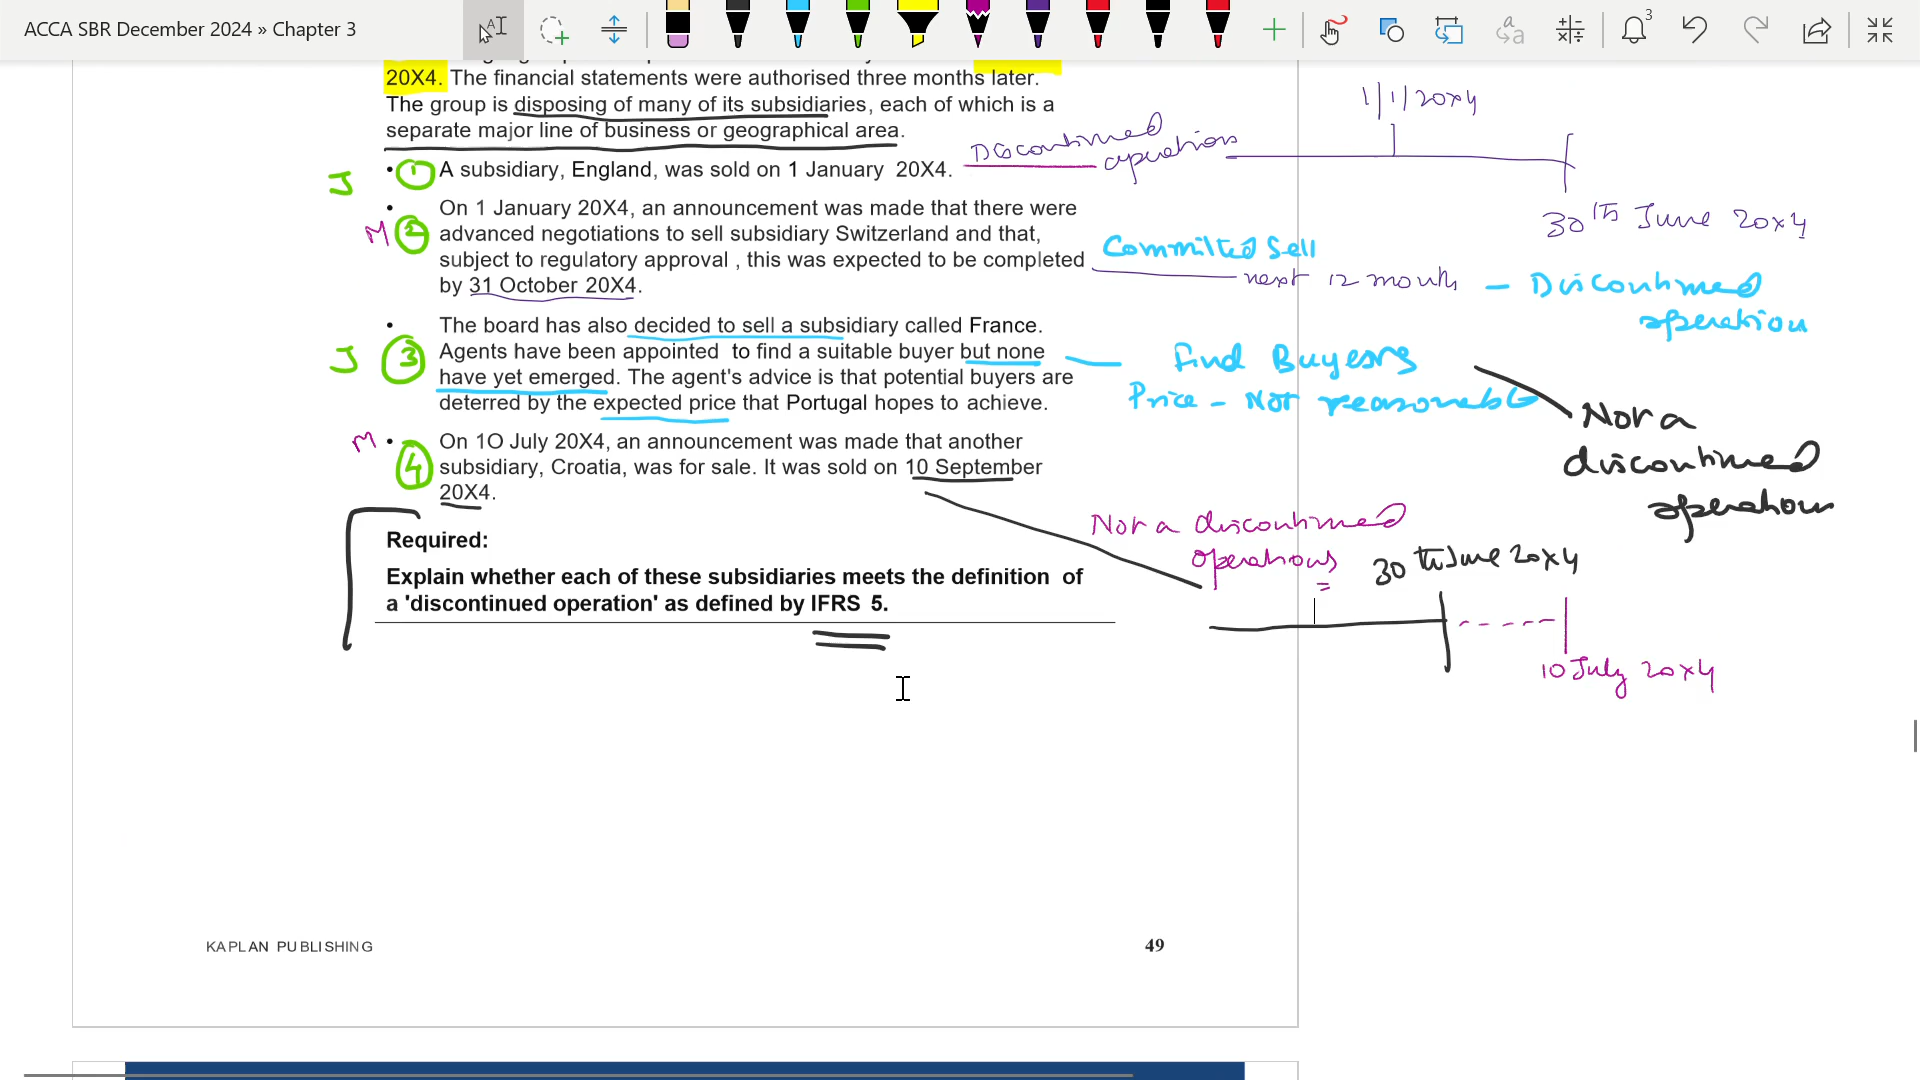 ACCA SBR December 2024 » Chapter 3
3
20X4. The financial statements were authorised three months later.
The group is disposing of many of its subsidiaries, each of which is a
separate major line of business or geographical area.
1/1/20x4
Discontinued
operations
J
• 1 A subsidiary, England, was sold on 1 January 20X4.
30th June 20x4
• On 1 January 20X4, an announcement was made that there were
M 2 advanced negotiations to sell subsidiary Switzerland and that,
subject to regulatory approval , this was expected to be completed
by 31 October 20X4.
Committed Sell
next 12 month – Discontinued
operation
• The board has also decided to sell a subsidiary called France.
J 3 Agents have been appointed to find a suitable buyer but none
have yet emerged. The agent's advice is that potential buyers are
deterred by the expected price that Portugal hopes to achieve.
– find Buyers
Price – Not reasonable
Not a
discontinued
operation
M • On 1O July 20X4, an announcement was made that another
4 subsidiary, Croatia, was for sale. It was sold on 10 September
20X4.
Not a discontinued
operations
30th June 20x4
10 July 20x4
Required:
Explain whether each of these subsidiaries meets the definition of
a 'discontinued operation' as defined by IFRS 5.
KAPLAN PUBLISHING
49